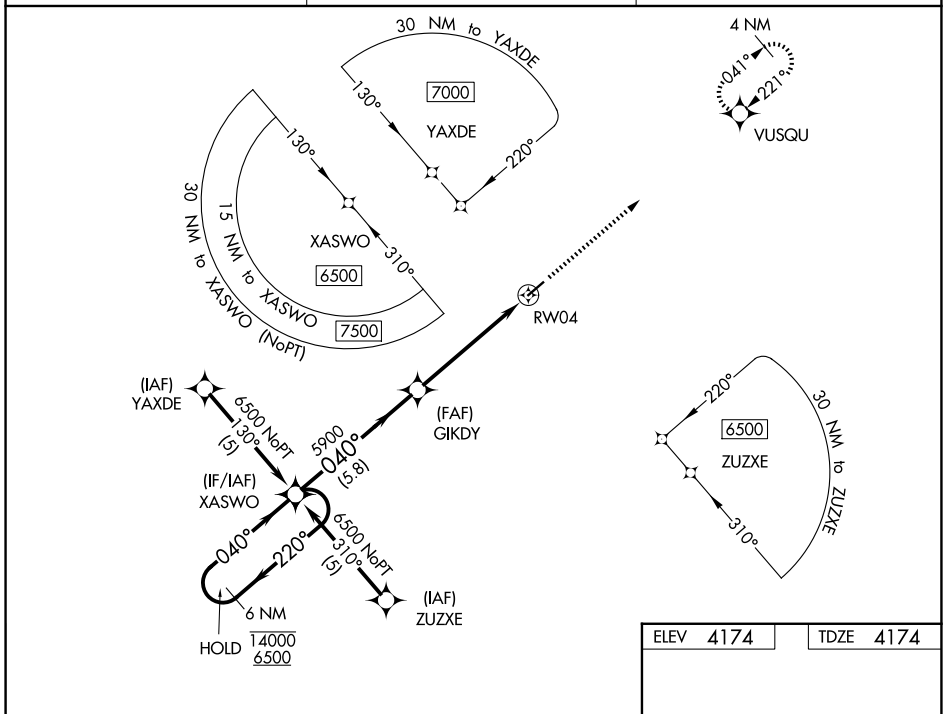 30 NM to YAXDE
130°
7000
YAXDE
220°
4 NM
041°
221°
VUSQU
130°
XASWO
6500
310°
15 NM to XASWO
7500
30 NM to XASWO (NoPT)
RW04
(IAF)
YAXDE
6500 NoPT
130°
(5)
(FAF)
GIKDY
5900
040°
(5.8)
(IF/IAF)
XASWO
040°
220°
6500 NoPT
310°
(5)
(IAF)
ZUZXE
6 NM
HOLD
14000
6500
220°
6500
ZUZXE
30 NM to ZUZXE
310°
ELEV 4174
TDZE 4174